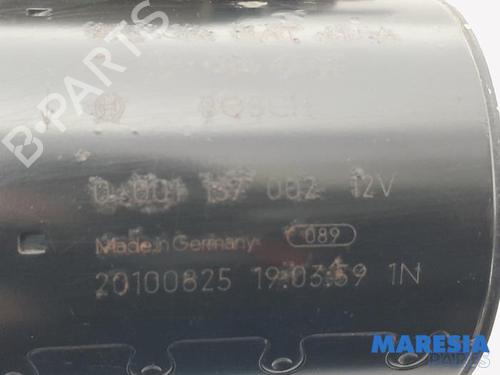 BOSCH
0 001 137 002 12V
Made in Germany 089
20100825 19:03:59 1N
MARESIA
PARTS